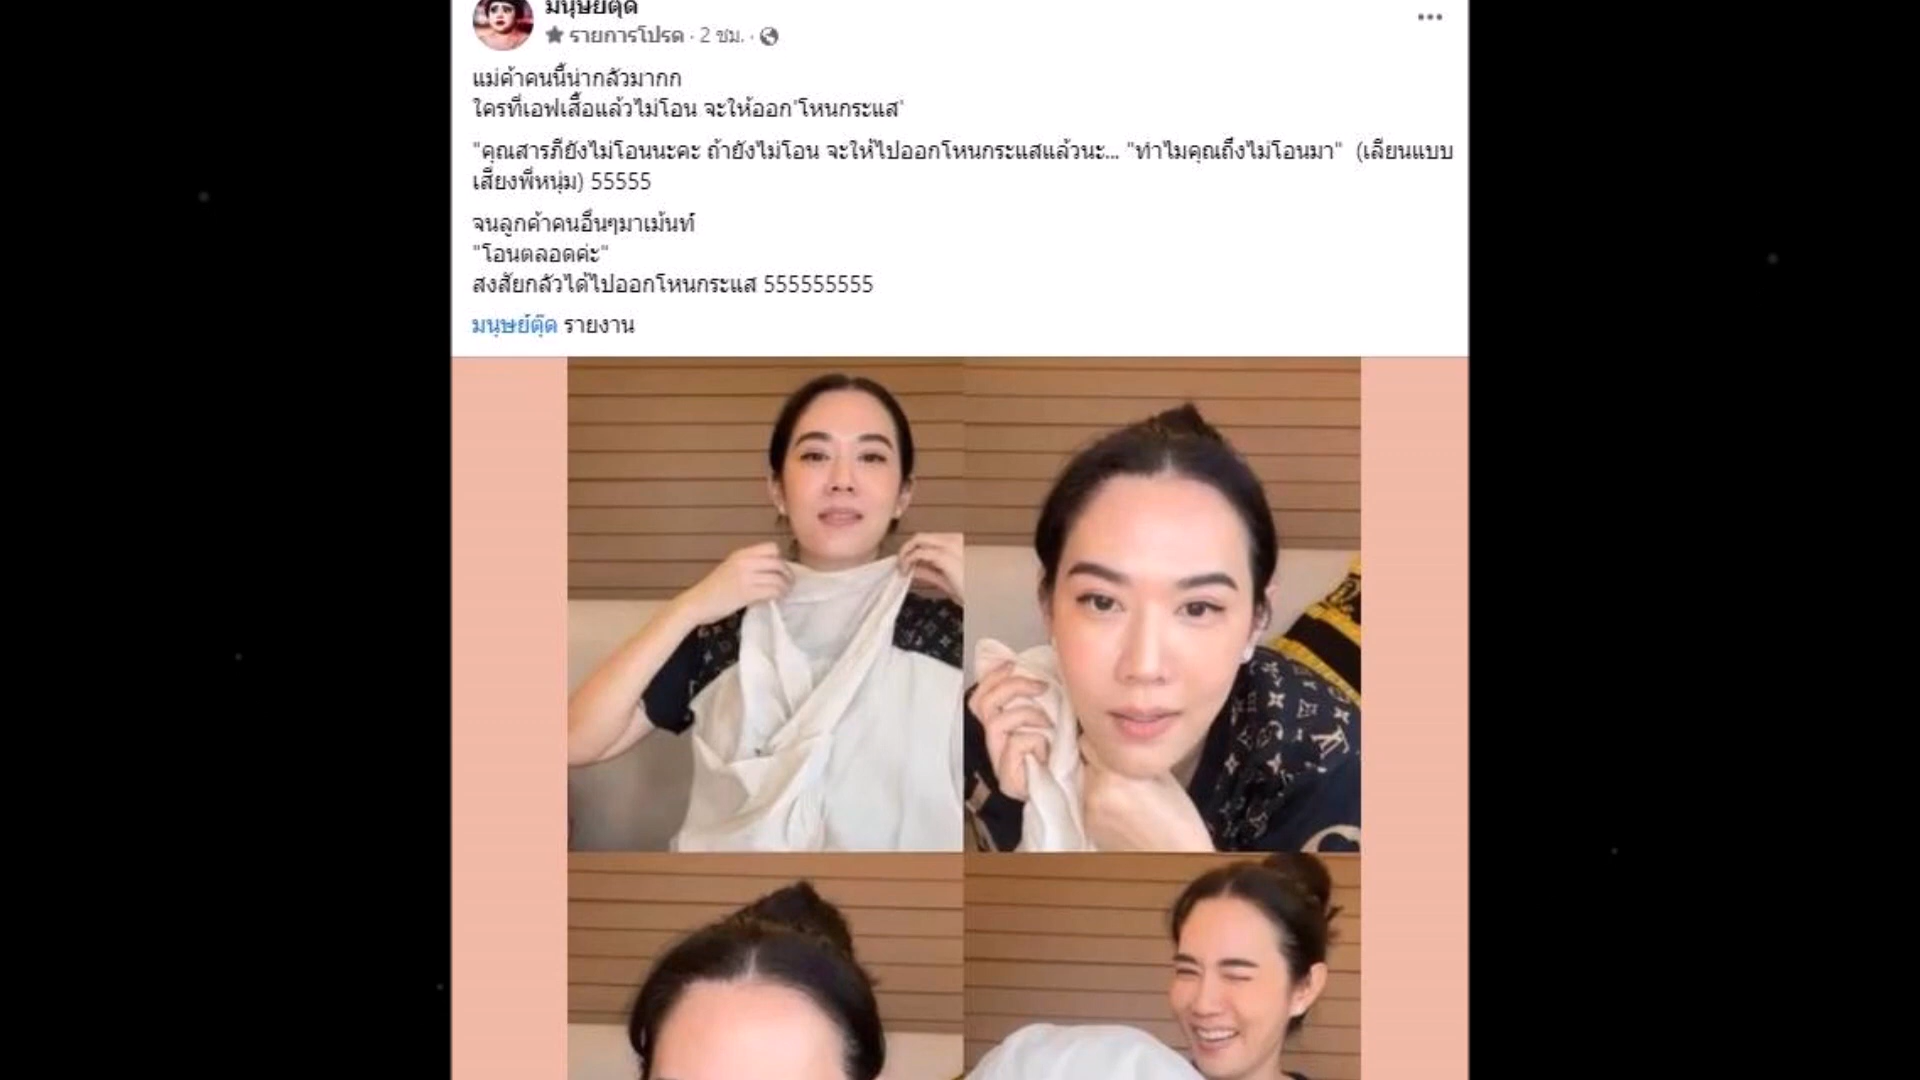 มนุษย์ตุ๊ด
รายการโปรด · 2 ชม. ·
แม่ค้าคนนี้น่ากลัวมากก
ใครที่เอฟเสื้อแล้วไม่โอน จะให้ออก'โหนกระแส'
"คุณสารภียังไม่โอนนะคะ ถ้ายังไม่โอน จะให้ไปออกโหนกระแสแล้วนะ... "ทำไมคุณถึงไม่โอนมา" (เลียนแบบ
เสียงพี่หนุ่ม) 55555
จนลูกค้าคนอื่นๆมาเม้นท์
"โอนตลอดค่ะ"
สงสัยกลัวได้ไปออกโหนกระแส 555555555
มนุษย์ตุ๊ด รายงาน